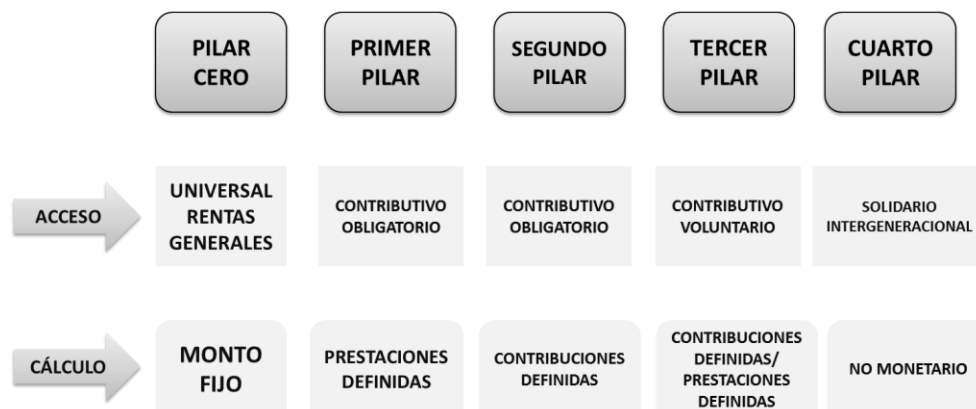 PILAR
CERO
PRIMER
PILAR
SEGUNDO
PILAR
TERCER
PILAR
CUARTO
PILAR
ACCESO
UNIVERSAL
RENTAS
GENERALES
CONTRIBUTIVO
OBLIGATORIO
CONTRIBUTIVO
OBLIGATORIO
CONTRIBUTIVO
VOLUNTARIO
SOLIDARIO
INTERGENERACIONAL
CÁLCULO
MONTO
FIJO
PRESTACIONES
DEFINIDAS
CONTRIBUCIONES
DEFINIDAS
CONTRIBUCIONES
DEFINIDAS/
PRESTACIONES
DEFINIDAS
NO MONETARIO